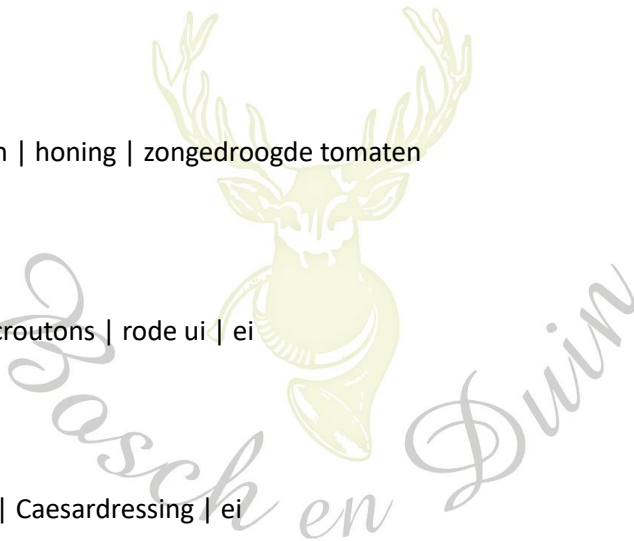 | honing | zongedroogde tomaten
croutons | rode ui | ei
| Caesardressing | ei
Bosch en Duin